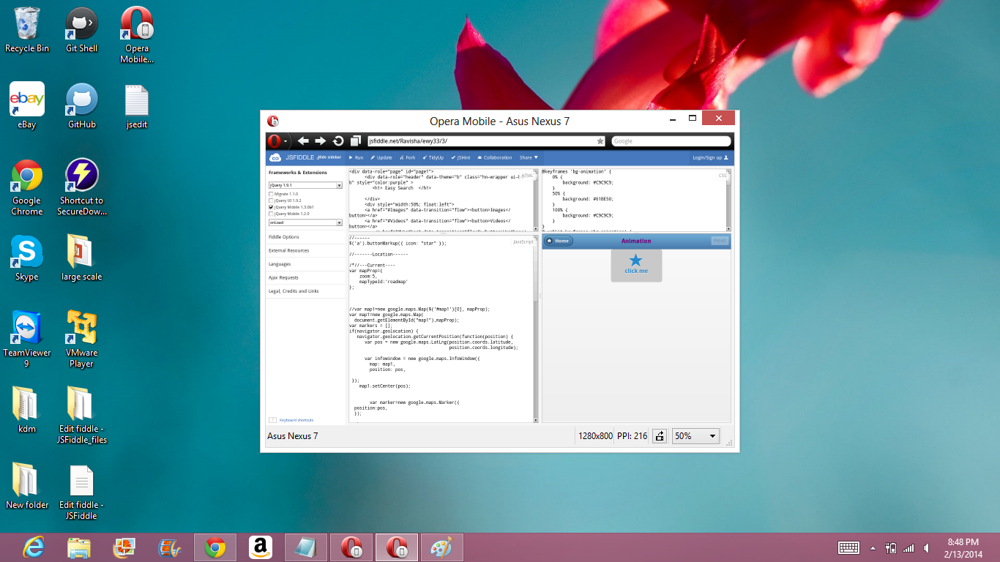 Recycle Bin
Git Shell
Opera
Mobile...
ebay
eBay
GitHub
jsedit
Google
Chrome
Shortcut to
SecureDow...
Skype
large scale
TeamViewer
9
VMware
Player
kdm
Edit fiddle -
JSFiddle_files
New folder
Edit fiddle -
JSFiddle
Opera Mobile - Asus Nexus 7
jsfiddle.net/Ravisha/ewy33/3/
Google
JSFIDDLE Hide sidebar Run Update Fork TidyUp JSHint Collaboration Share Login/Sign up
Frameworks & Extensions
jQuery 1.9.1
Migrate 1.1.0
jQuery UI 1.9.2
jQuery Mobile 1.3.0b1
jQuery Mobile 1.2.0
onLoad
Fiddle Options
External Resources
Languages
Ajax Requests
Legal, Credits and Links
Keyboard shortcuts
HTML
<div data-role="page" id="page1">
<div data-role="header" data-theme="b" class="hn-wrapper ui-
b" style="color:purple" >
<h1> Easy Search </h1>
</div>
<div style="width:50%; float:left">
<a href="#Images" data-transition="flow"><button>Images</
button></a>
<a href="#Videos" data-transition="flow"><button>Videos</
button></a>
CSS
@keyframes 'bg-animation' {
0% {
background: #C9C9C9;
}
50% {
background: #61BE50;
}
100% {
background: #C9C9C9;
}
}
JavaScript
//------
$('a').buttonMarkup({ icon: "star" });
//-------Location------
/*//---Current----
var mapProp={
zoom:5,
mapTypeId:'roadmap'
};
//var map1=new google.maps.Map($('#map1')[0], mapProp);
var map1=new google.maps.Map(
document.getElementById("map1"),mapProp);
var markers = [];
if(navigator.geolocation) {
navigator.geolocation.getCurrentPosition(function(position) {
var pos = new google.maps.LatLng(position.coords.latitude,
position.coords.longitude);
var infowindow = new google.maps.InfoWindow({
map: map1,
position: pos,
});
map1.setCenter(pos);
var marker=new google.maps.Marker({
position:pos,
});
Home
Animation
Result
click me
Asus Nexus 7
1280x800 PPI: 216
50%
8:48 PM
2/13/2014